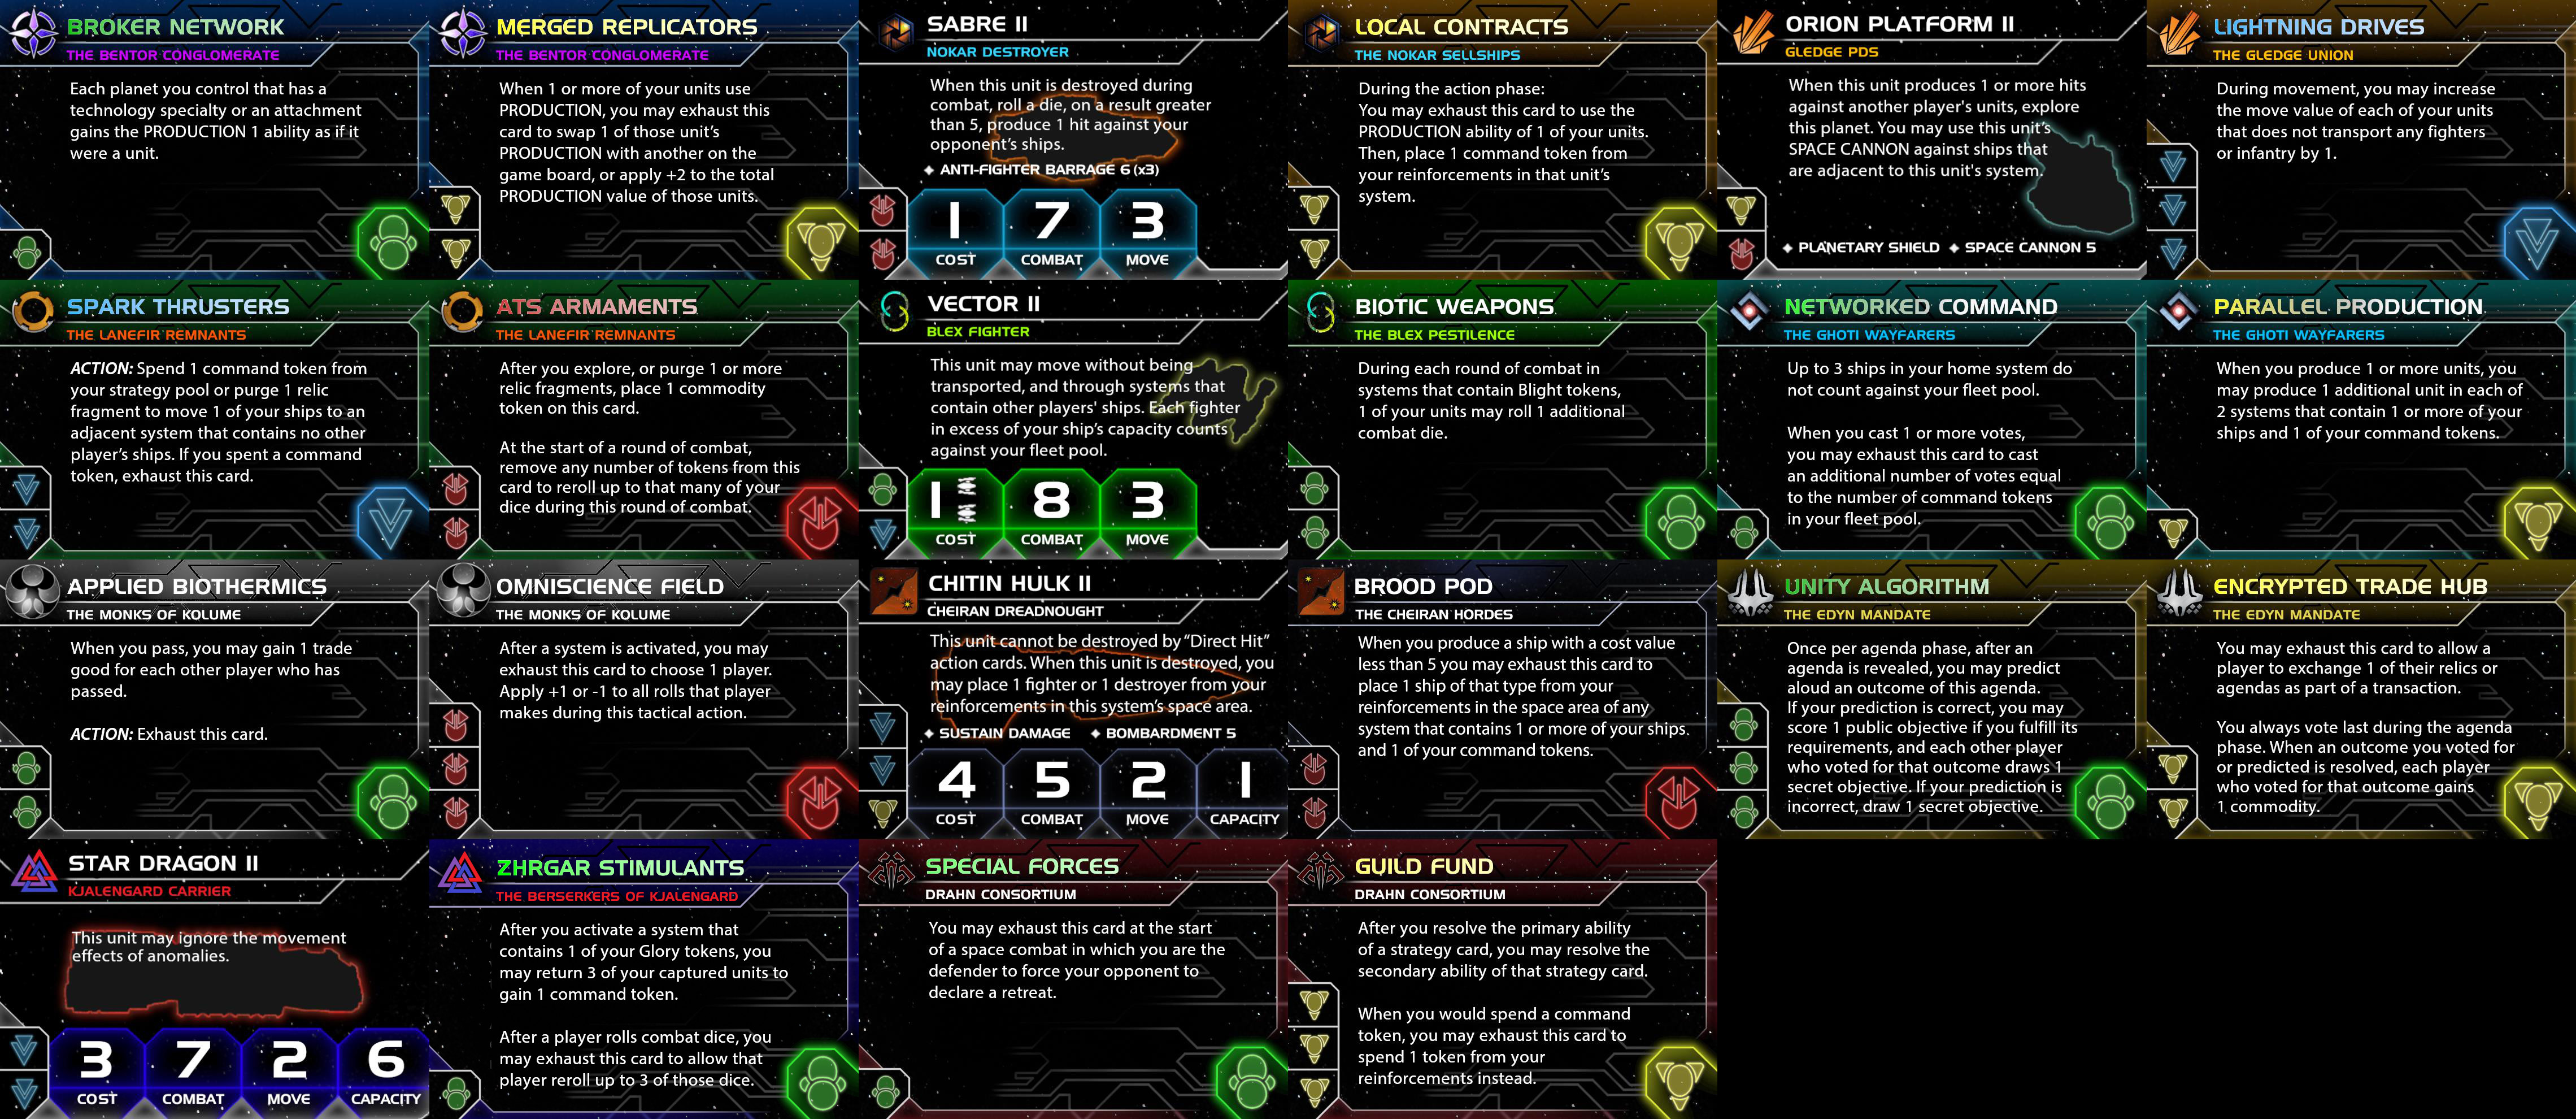 BROKER NETWORK
THE BENTOR CONGLOMERATE
Each planet you control that has a
technology specialty or an attachment
gains the PRODUCTION 1 ability as if it
were a unit.
MERGED REPLICATORS
THE BENTOR CONGLOMERATE
When 1 or more of your units use
PRODUCTION, you may exhaust this
card to swap 1 of those unit's
PRODUCTION with another on the
game board, or apply +2 to the total
PRODUCTION value of those units.
SABRE II
NOKAR DESTROYER
When this unit is destroyed during
combat, roll a die, on a result greater
than 5, produce 1 hit against your
opponent's ships.
ANTI-FIGHTER BARRAGE 6 (x3)
1 7 3
COST COMBAT MOVE
LOCAL CONTRACTS
THE NOKAR SELLSHIPS
During the action phase:
You may exhaust this card to use the
PRODUCTION ability of 1 of your units.
Then, place 1 command token from
your reinforcements in that unit's
system.
ORION PLATFORM II
GLEDGE PDS
When this unit produces 1 or more hits
against another player's units, explore
this planet. You may use this unit's
SPACE CANNON against ships that
are adjacent to this unit's system.
PLANETARY SHIELD SPACE CANNON 5
LIGHTNING DRIVES
THE GLEDGE UNION
During movement, you may increase
the move value of each of your units
that does not transport any fighters
or infantry by 1.
SPARK THRUSTERS
THE LANEFIR REMNANTS
ACTION: Spend 1 command token from
your strategy pool or purge 1 relic
fragment to move 1 of your ships to an
adjacent system that contains no other
player's ships. If you spent a command
token, exhaust this card.
ATS ARMAMENTS
THE LANEFIR REMNANTS
After you explore, or purge 1 or more
relic fragments, place 1 commodity
token on this card.
At the start of a round of combat,
remove any number of tokens from this
card to reroll up to that many of your
dice during this round of combat.
VECTOR II
BLEX FIGHTER
This unit may move without being
transported, and through systems that
contain other players' ships. Each fighter
in excess of your ship's capacity counts
against your fleet pool.
1 8 3
COST COMBAT MOVE
BIOTIC WEAPONS
THE BLEX PESTILENCE
During each round of combat in
systems that contain Blight tokens,
1 of your units may roll 1 additional
combat die.
NETWORKED COMMAND
THE GHOTI WAYFARERS
Up to 3 ships in your home system do
not count against your fleet pool.
When you cast 1 or more votes,
you may exhaust this card to cast
an additional number of votes equal
to the number of command tokens
in your fleet pool.
PARALLEL PRODUCTION
THE GHOTI WAYFARERS
When you produce 1 or more units, you
may produce 1 additional unit in each of
2 systems that contain 1 or more of your
ships and 1 of your command tokens.
APPLIED BIOTHERMICS
THE MONKS OF KOLUME
When you pass, you may gain 1 trade
good for each other player who has
passed.
ACTION: Exhaust this card.
OMNISCIENCE FIELD
THE MONKS OF KOLUME
After a system is activated, you may
exhaust this card to choose 1 player.
Apply +1 or -1 to all rolls that player
makes during this tactical action.
CHITIN HULK II
CHEIRAN DREADNOUGHT
This unit cannot be destroyed by "Direct Hit"
action cards. When this unit is destroyed, you
may place 1 fighter or 1 destroyer from your
reinforcements in this system's space area.
SUSTAIN DAMAGE BOMBARDMENT 5
4 5 2 1
COST COMBAT MOVE CAPACITY
BROOD POD
THE CHEIRAN HORDES
When you produce a ship with a cost value
less than 5 you may exhaust this card to
place 1 ship of that type from your
reinforcements in the space area of any
system that contains 1 or more of your ships
and 1 of your command tokens.
UNITY ALGORITHM
THE EDYN MANDATE
Once per agenda phase, after an
agenda is revealed, you may predict
aloud an outcome of this agenda.
If your prediction is correct, you may
score 1 public objective if you fulfill its
requirements, and each other player
who voted for that outcome draws 1
secret objective. If your prediction is
incorrect, draw 1 secret objective.
ENCRYPTED TRADE HUB
THE EDYN MANDATE
You may exhaust this card to allow a
player to exchange 1 of their relics or
agendas as part of a transaction.
You always vote last during the agenda
phase. When an outcome you voted for
or predicted is resolved, each player
who voted for that outcome gains
1 commodity.
STAR DRAGON II
KJALENGARD CARRIER
This unit may ignore the movement
effects of anomalies.
3 7 2 6
COST COMBAT MOVE CAPACITY
ZHRGAR STIMULANTS
THE BERSERKERS OF KJALENGARD
After you activate a system that
contains 1 of your Glory tokens, you
may return 3 of your captured units to
gain 1 command token.
After a player rolls combat dice, you
may exhaust this card to allow that
player reroll up to 3 of those dice.
SPECIAL FORCES
DRAHN CONSORTIUM
You may exhaust this card at the start
of a space combat in which you are the
defender to force your opponent to
declare a retreat.
GUILD FUND
DRAHN CONSORTIUM
After you resolve the primary ability
of a strategy card, you may resolve the
secondary ability of that strategy card.
When you would spend a command
token, you may exhaust this card to
spend 1 token from your
reinforcements instead.